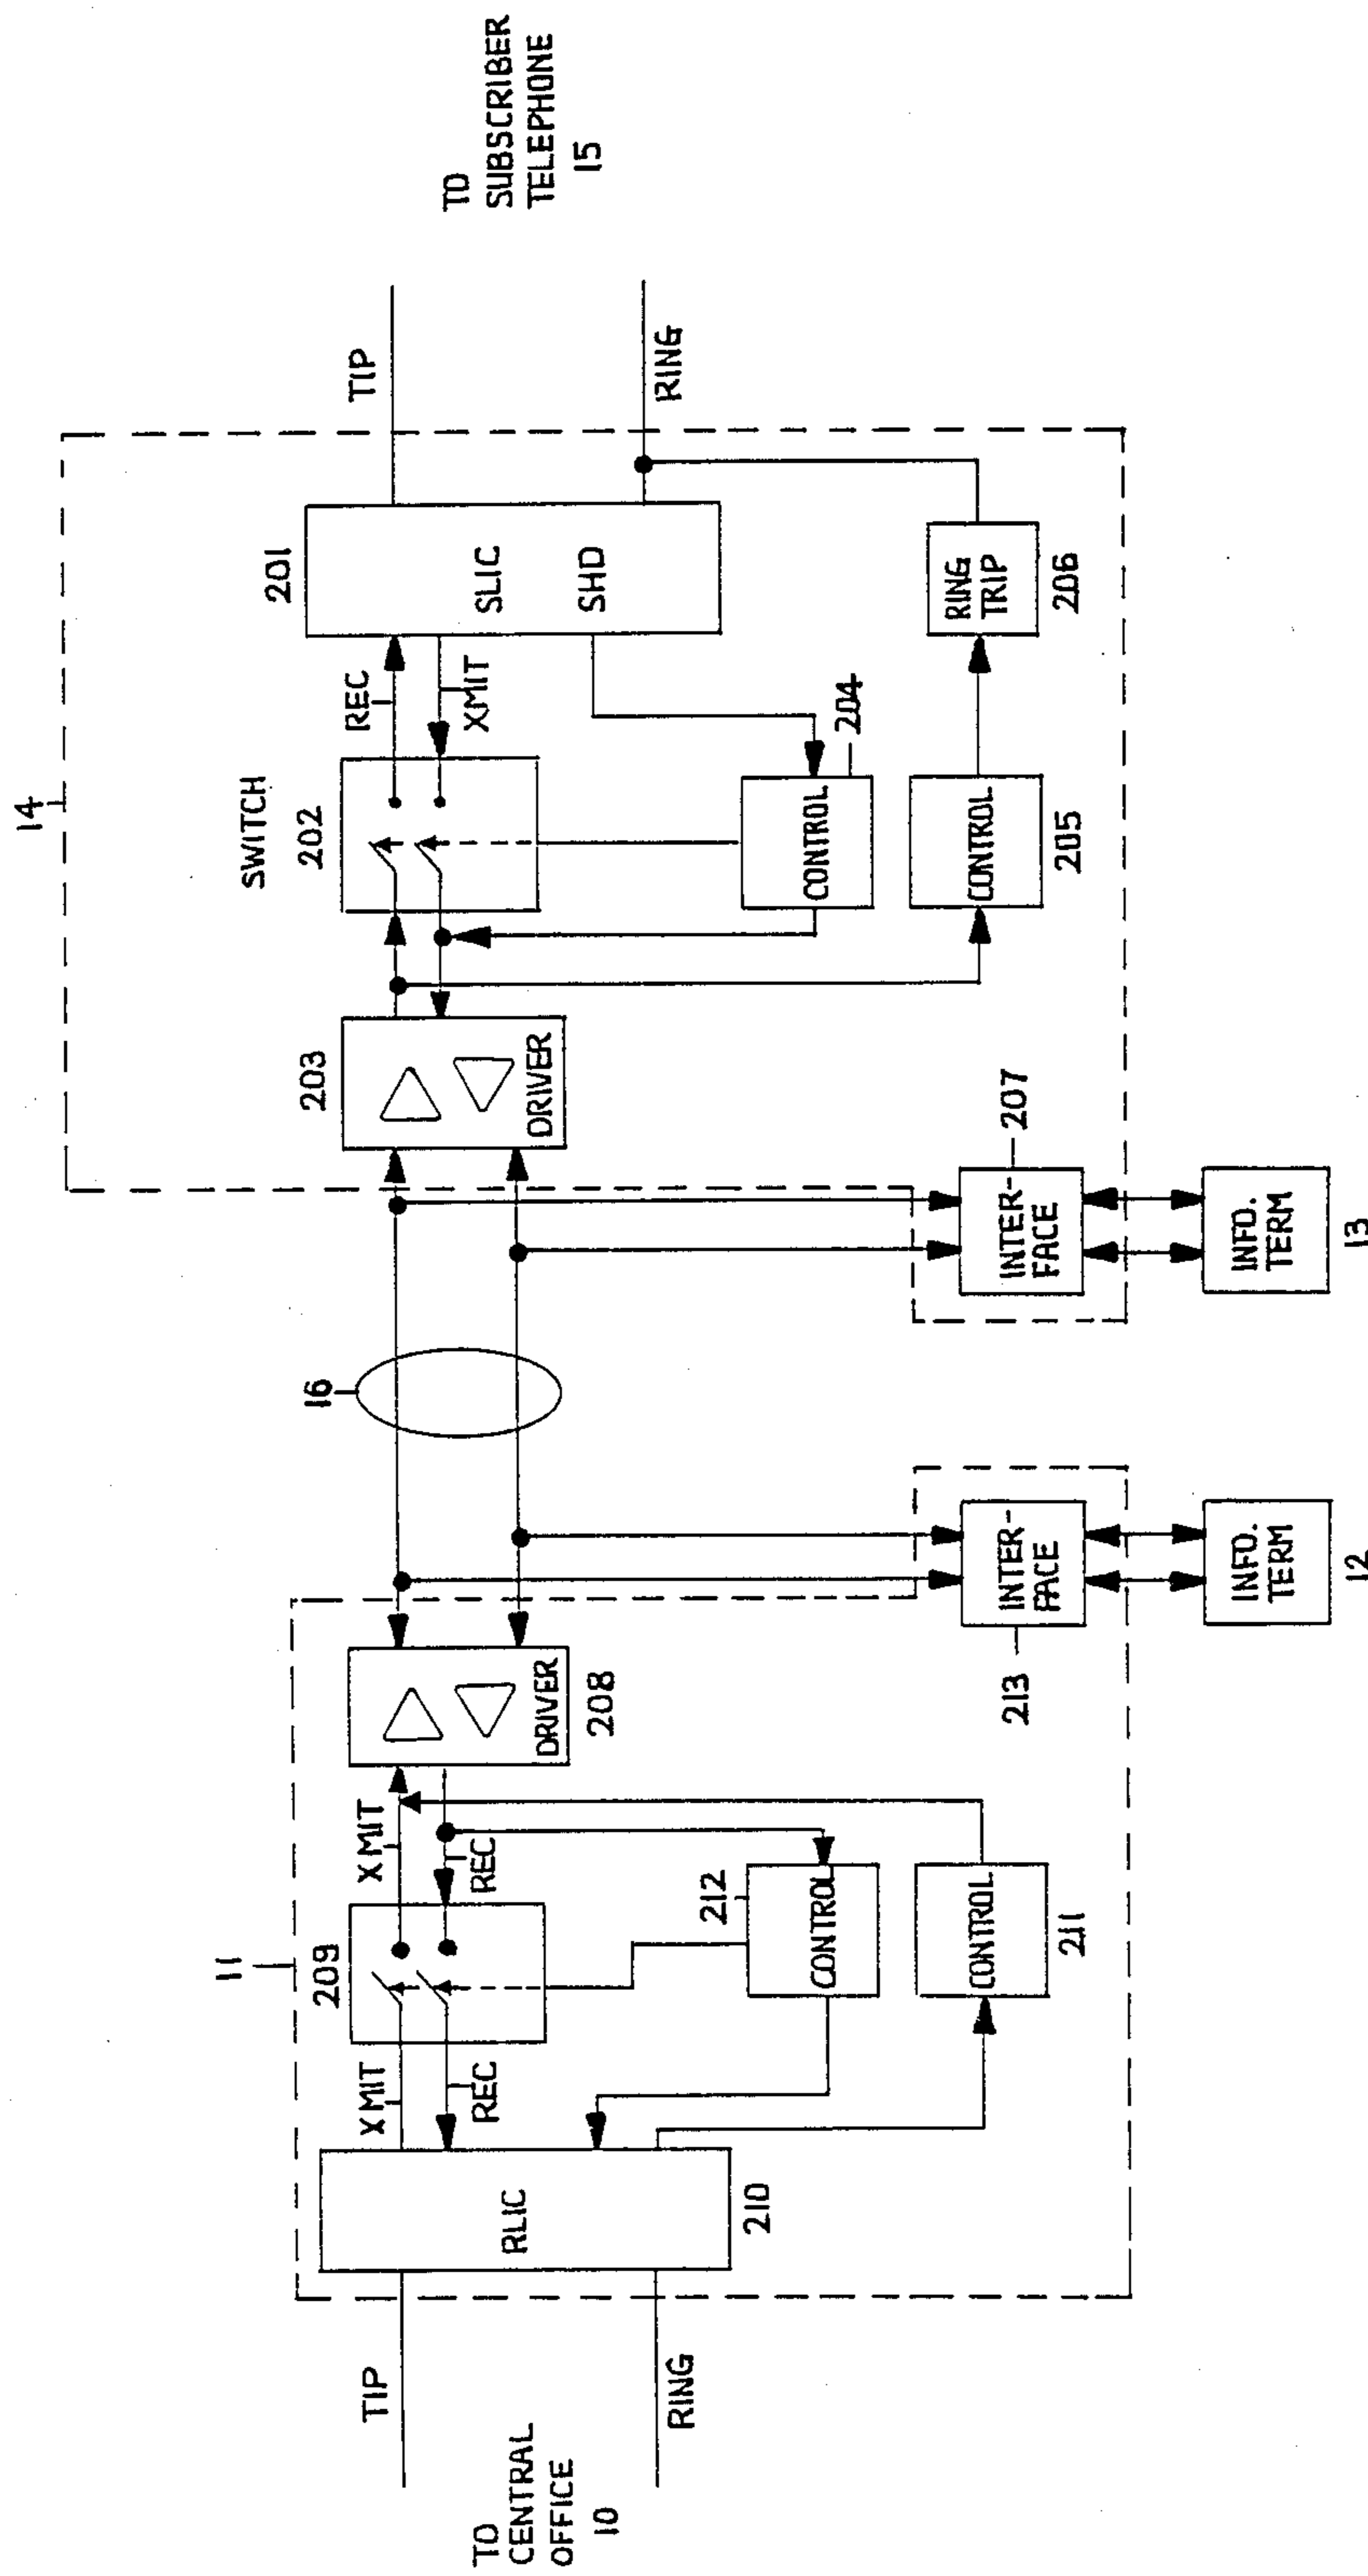 14
TO
SUBSCRIBER
TELEPHONE
15
SWITCH
202
203
DRIVER
REC
XMIT
201
SLIC
SHD
TIP
RING
CONTROL
204
CONTROL
205
RING
TRIP
206
INTER-
FACE
207
INFO.
TERM
13
16
11
TO
CENTRAL
OFFICE
10
TIP
RING
RLIC
210
XMIT
REC
209
XMIT
REC
DRIVER
208
212
CONTROL
CONTROL
211
INTER-
FACE
213
INFO.
TERM
12